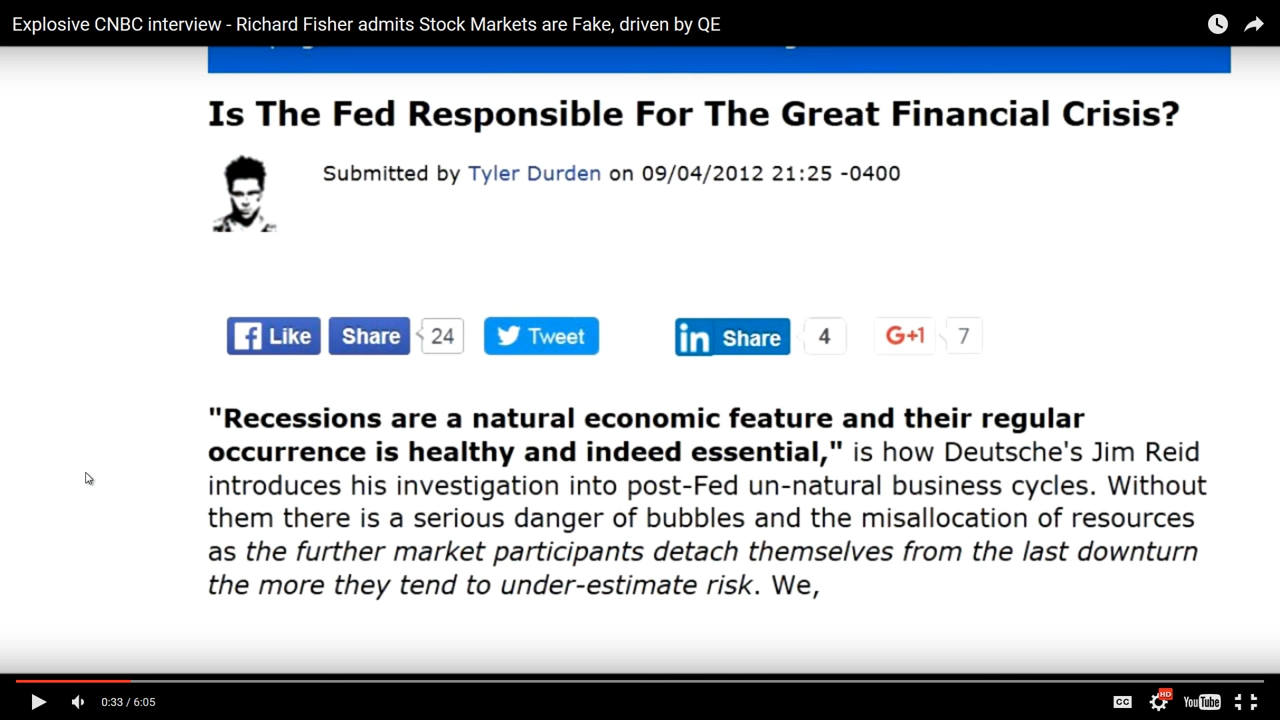 Explosive CNBC interview - Richard Fisher admits Stock Markets are Fake, driven by QE
Is The Fed Responsible For The Great Financial Crisis?
Submitted by Tyler Durden on 09/04/2012 21:25 -0400
Like Share 24 Tweet in Share 4 G+1 7
"Recessions are a natural economic feature and their regular
occurrence is healthy and indeed essential," is how Deutsche's Jim Reid
introduces his investigation into post-Fed un-natural business cycles. Without
them there is a serious danger of bubbles and the misallocation of resources
as the further market participants detach themselves from the last downturn
the more they tend to under-estimate risk. We,
0:33 / 6:05 CC HD YouTube